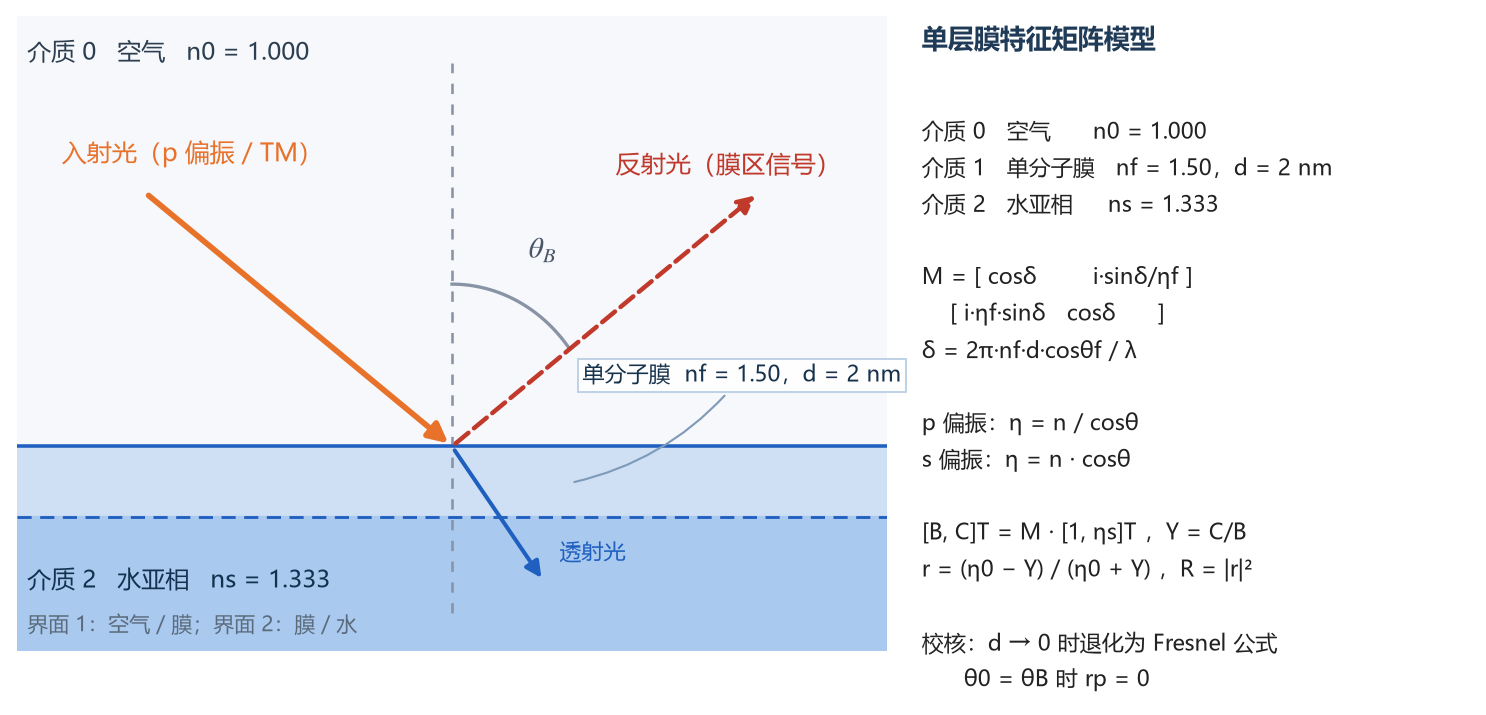 介质 0 空气 n0 = 1.000
入射光（p 偏振 / TM）
反射光（膜区信号）
θB
单分子膜 nf = 1.50，d = 2 nm
透射光
介质 2 水亚相 ns = 1.333
界面 1：空气 / 膜；界面 2：膜 / 水
单层膜特征矩阵模型
介质 0 空气 n0 = 1.000
介质 1 单分子膜 nf = 1.50，d = 2 nm
介质 2 水亚相 ns = 1.333
M = [ cosδ i·sinδ/ηf ]
[ i·ηf·sinδ cosδ ]
δ = 2π·nf·d·cosθf / λ
p 偏振：η = n / cosθ
s 偏振：η = n · cosθ
[B, C]T = M · [1, ηs]T ，Y = C/B
r = (η0 − Y) / (η0 + Y) ，R = |r|²
校核：d → 0 时退化为 Fresnel 公式
θ0 = θB 时 rp = 0